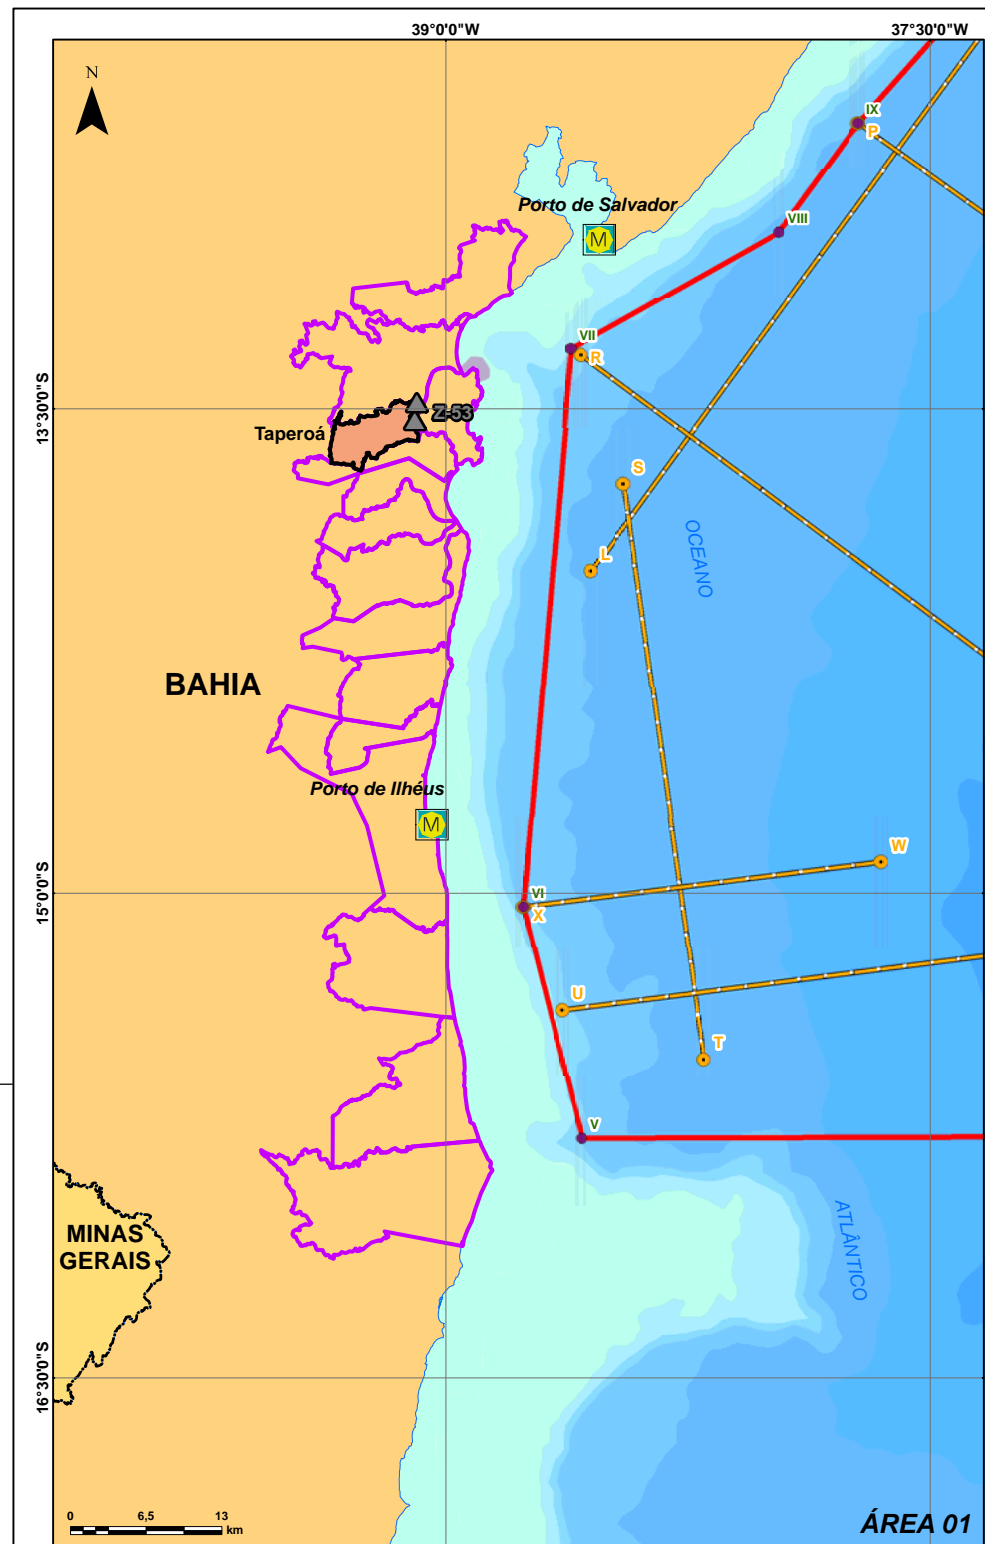 39°0'0"W
37°30'0"W
N
IX
P
Porto de Salvador
VIII
M
VII
R
13°30'0"S
Z-53
Taperoá
S
OCEANO
L
BAHIA
Porto de Ilhéus
M
W
15°0'0"S
VI
X
U
T
V
ATLÂNTICO
MINAS
GERAIS
16°30'0"S
0 6,5 13
km
ÁREA 01